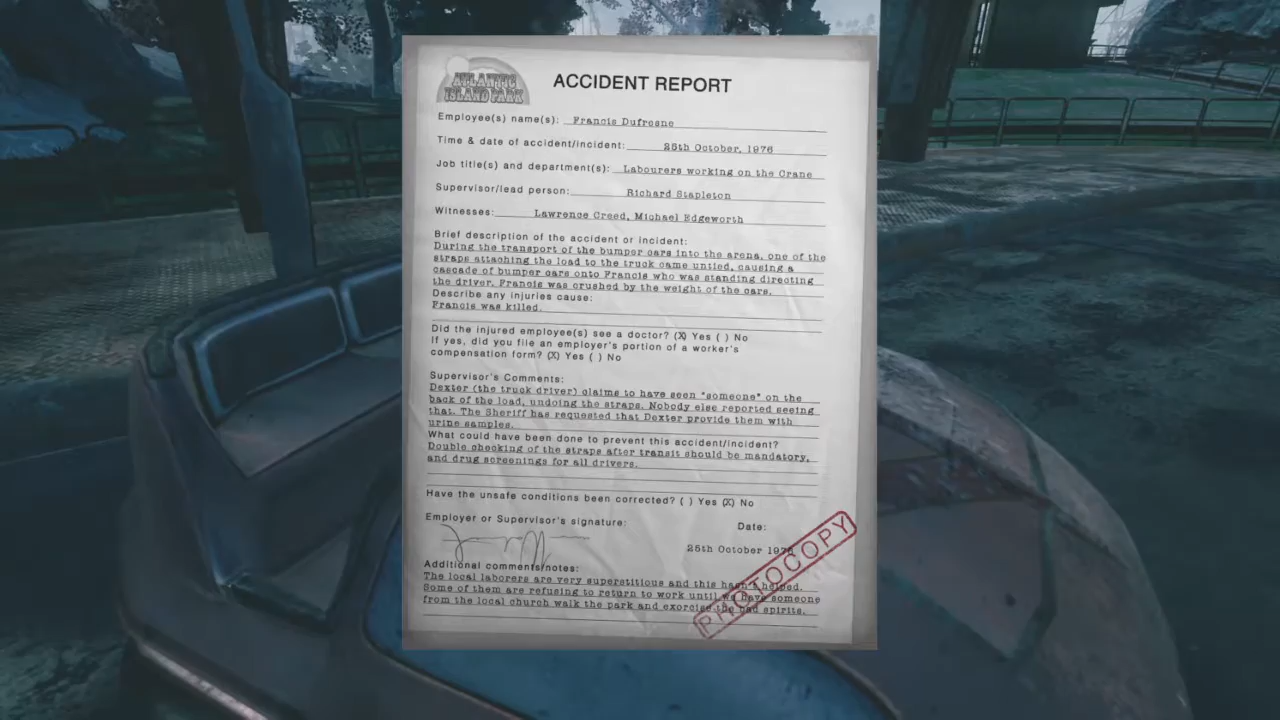 ATLANTIC
ISLAND PARK
ACCIDENT REPORT
Employee(s) name(s): Francis Dufresne
Time & date of accident/incident: 25th October, 1976
Job title(s) and department(s): Labourers working on the Crane
Supervisor/lead person: Richard Stapleton
Witnesses: Lawrence Creed, Michael Edgeworth
Brief description of the accident or incident:
During the transport of the bumper cars into the arena, one of the
straps attaching the load to the truck came untied, causing a
cascade of bumper cars onto Francis who was standing directing
the driver. Francis was crushed by the weight of the cars.
Describe any injuries cause:
Francis was killed.
Did the injured employee(s) see a doctor? (X) Yes ( ) No
If yes, did you file an employer's portion of a worker's
compensation form? (X) Yes ( ) No
Supervisor's Comments:
Dexter (the truck driver) claims to have seen "someone" on the
back of the load, undoing the straps. Nobody else reported seeing
that. The Sheriff has requested that Dexter provide them with
urine samples.
What could have been done to prevent this accident/incident?
Double checking of the straps after transit should be mandatory,
and drug screenings for all drivers.
Have the unsafe conditions been corrected? ( ) Yes (X) No
Employer or Supervisor's signature:
Date:
25th October 1976
Additional comments/notes:
The local laborers are very superstitious and this hasn't helped.
Some of them are refusing to return to work until we have someone
from the local church walk the park and exorcise the bad spirits.
PHOTOCOPY